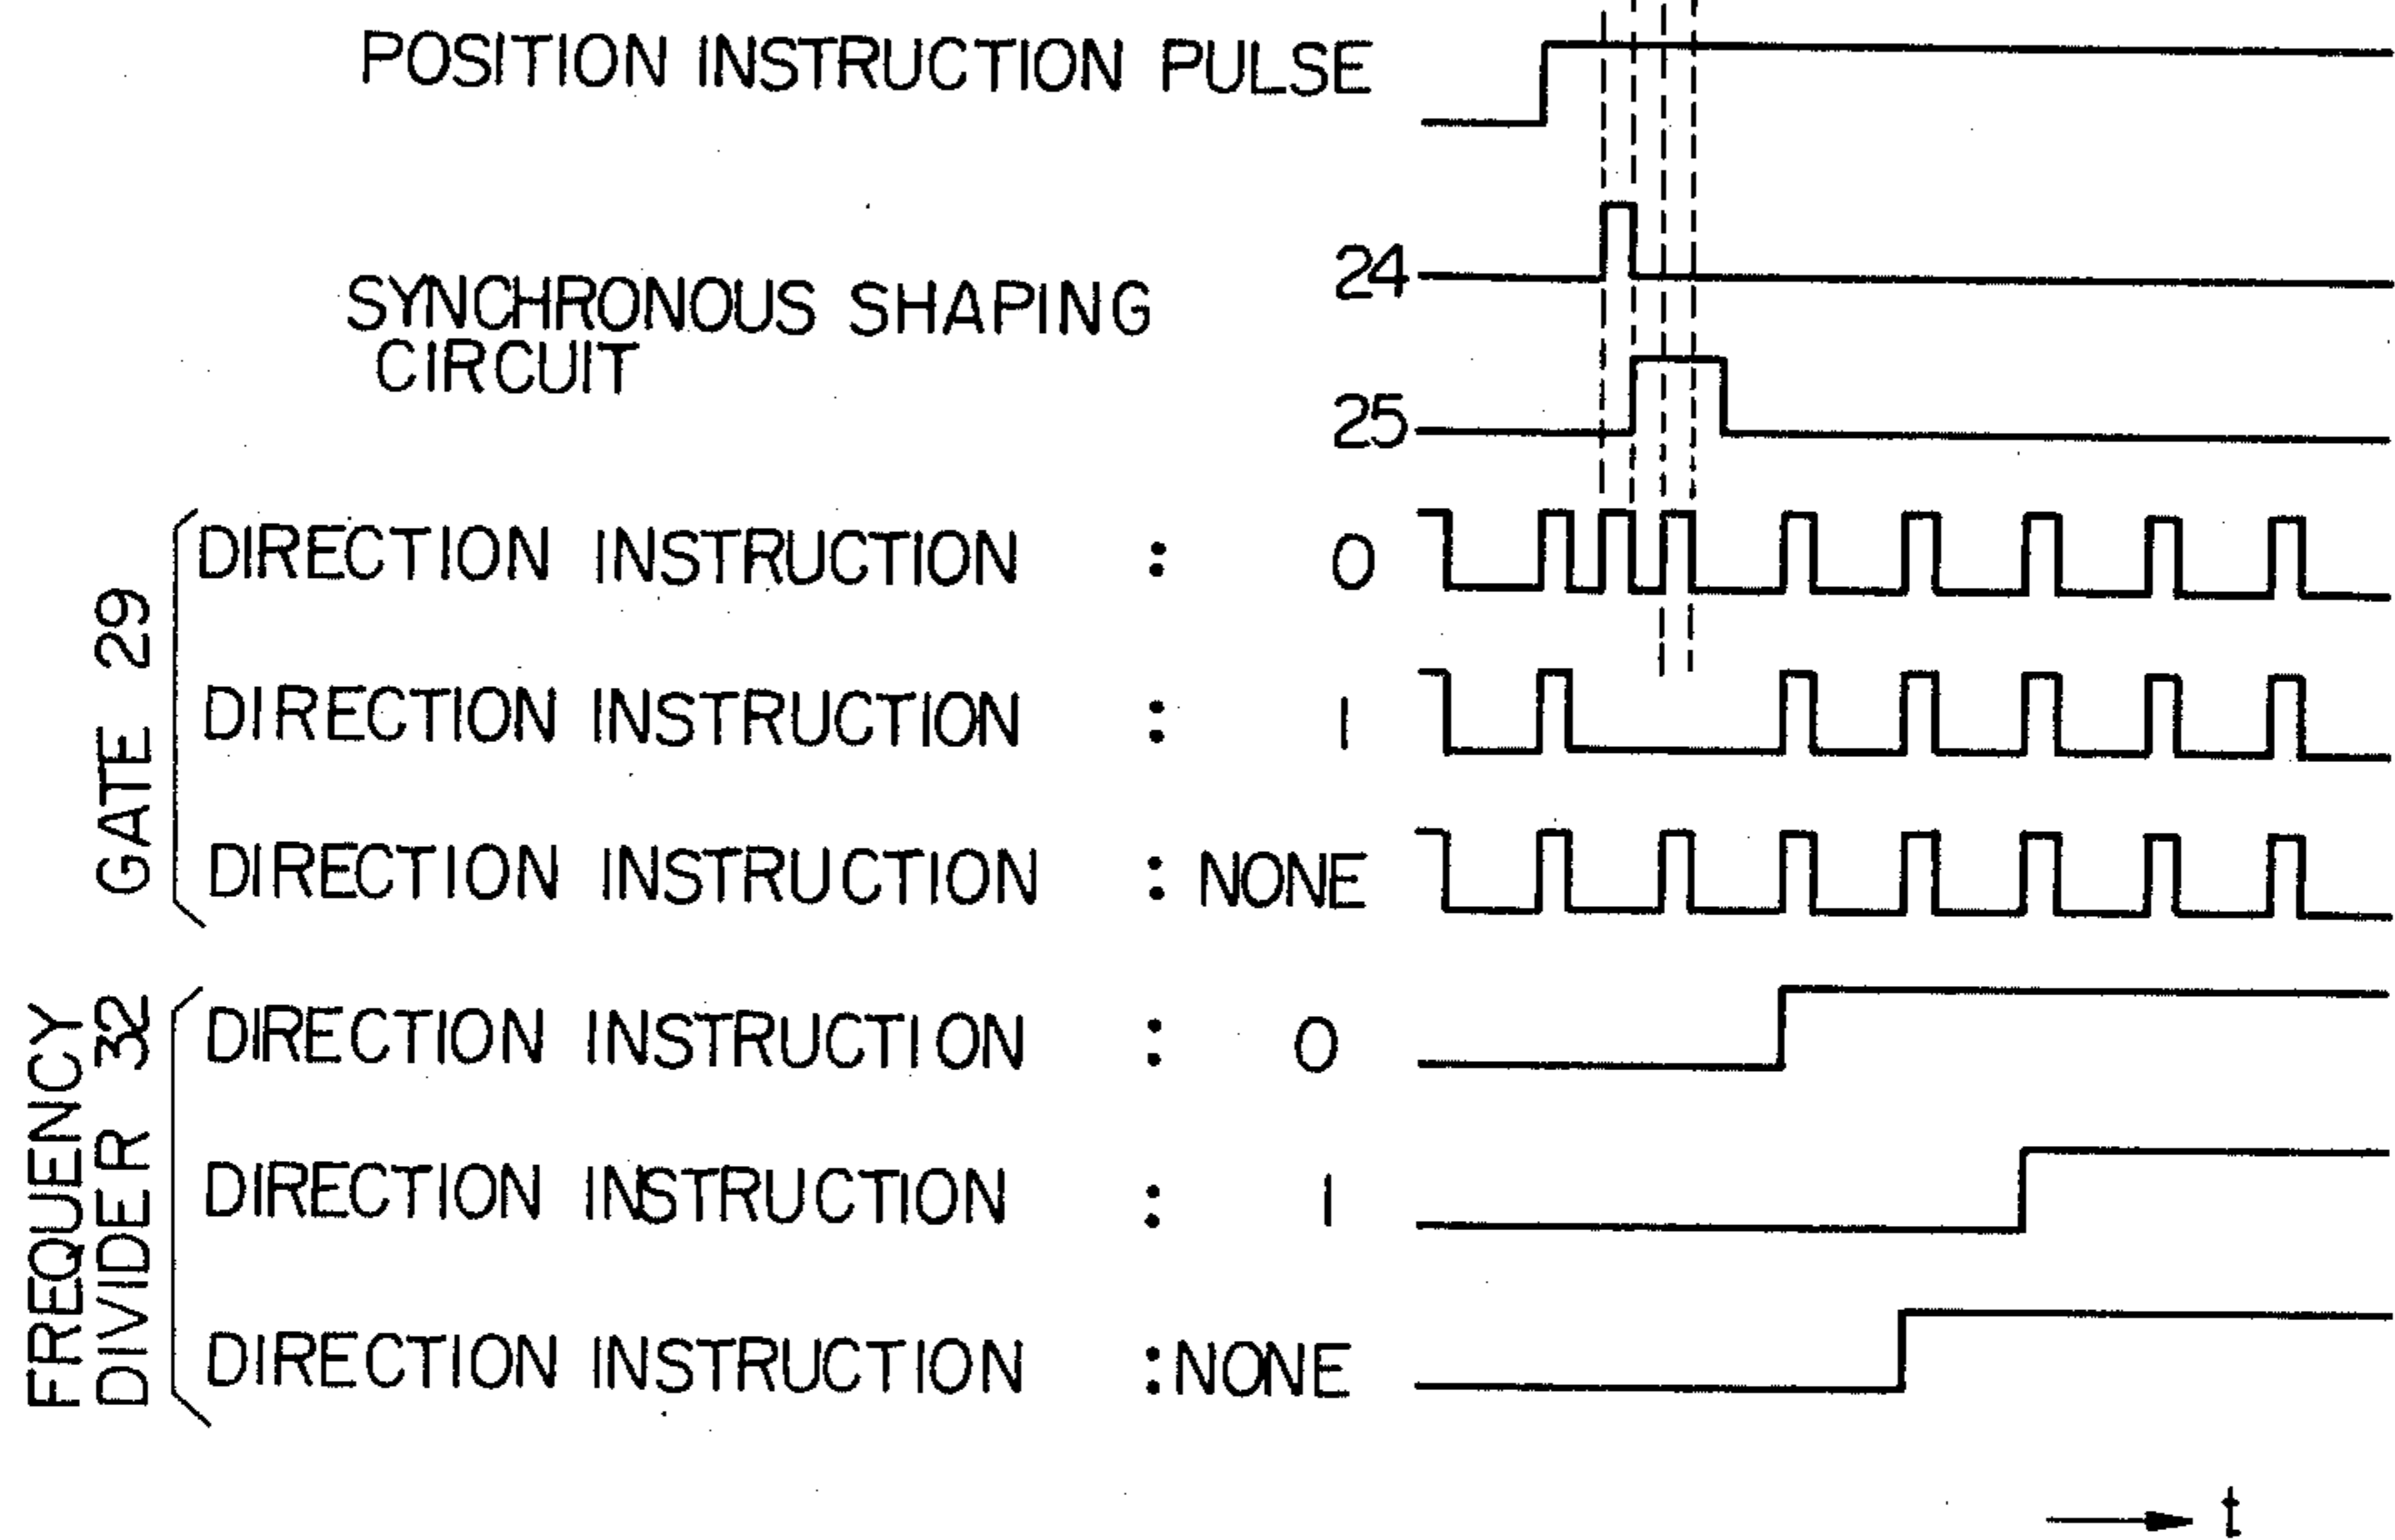 POSITION INSTRUCTION PULSE
24
SYNCHRONOUS SHAPING
CIRCUIT
25
GATE 29
DIRECTION INSTRUCTION : 0
DIRECTION INSTRUCTION : 1
DIRECTION INSTRUCTION : NONE
FREQUENCY
DIVIDER 32
DIRECTION INSTRUCTION : 0
DIRECTION INSTRUCTION : 1
DIRECTION INSTRUCTION : NONE
t